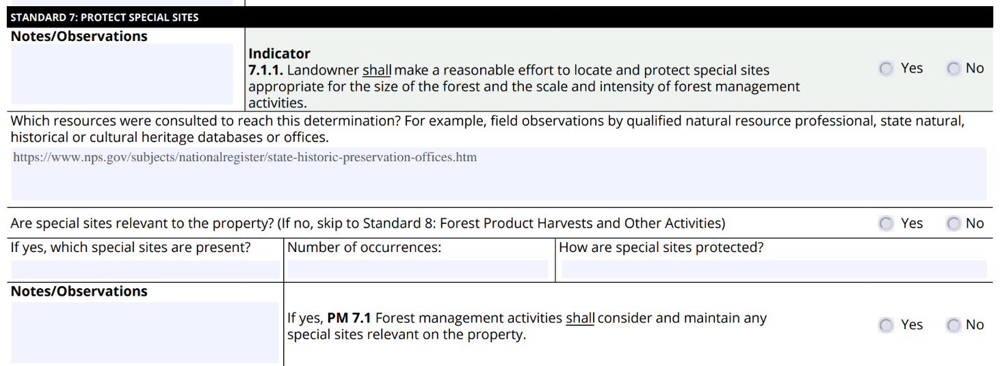 STANDARD 7: PROTECT SPECIAL SITES
Notes/Observations
Indicator
7.1.1. Landowner shall make a reasonable effort to locate and protect special sites
appropriate for the size of the forest and the scale and intensity of forest management
activities.
Yes No
Which resources were consulted to reach this determination? For example, field observations by qualified natural resource professional, state natural,
historical or cultural heritage databases or offices.
https://www.nps.gov/subjects/nationalregister/state-historic-preservation-offices.htm
Are special sites relevant to the property? (If no, skip to Standard 8: Forest Product Harvests and Other Activities) Yes No
If yes, which special sites are present? Number of occurrences: How are special sites protected?
Notes/Observations
If yes, PM 7.1 Forest management activities shall consider and maintain any
special sites relevant on the property.
Yes No